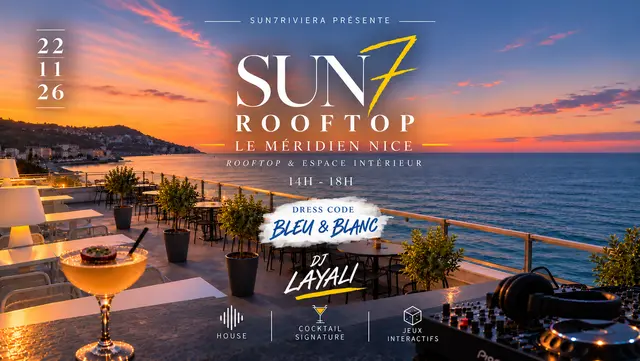 SUN7RIVIERA PRÉSENTE
22
11
26
SUN7
ROOFTOP
LE MÉRIDIEN NICE
ROOFTOP & ESPACE INTÉRIEUR
14H - 18H
DRESS CODE
BLEU & BLANC
DJ
LAYALI
HOUSE
COCKTAIL
SIGNATURE
JEUX
INTERACTIFS